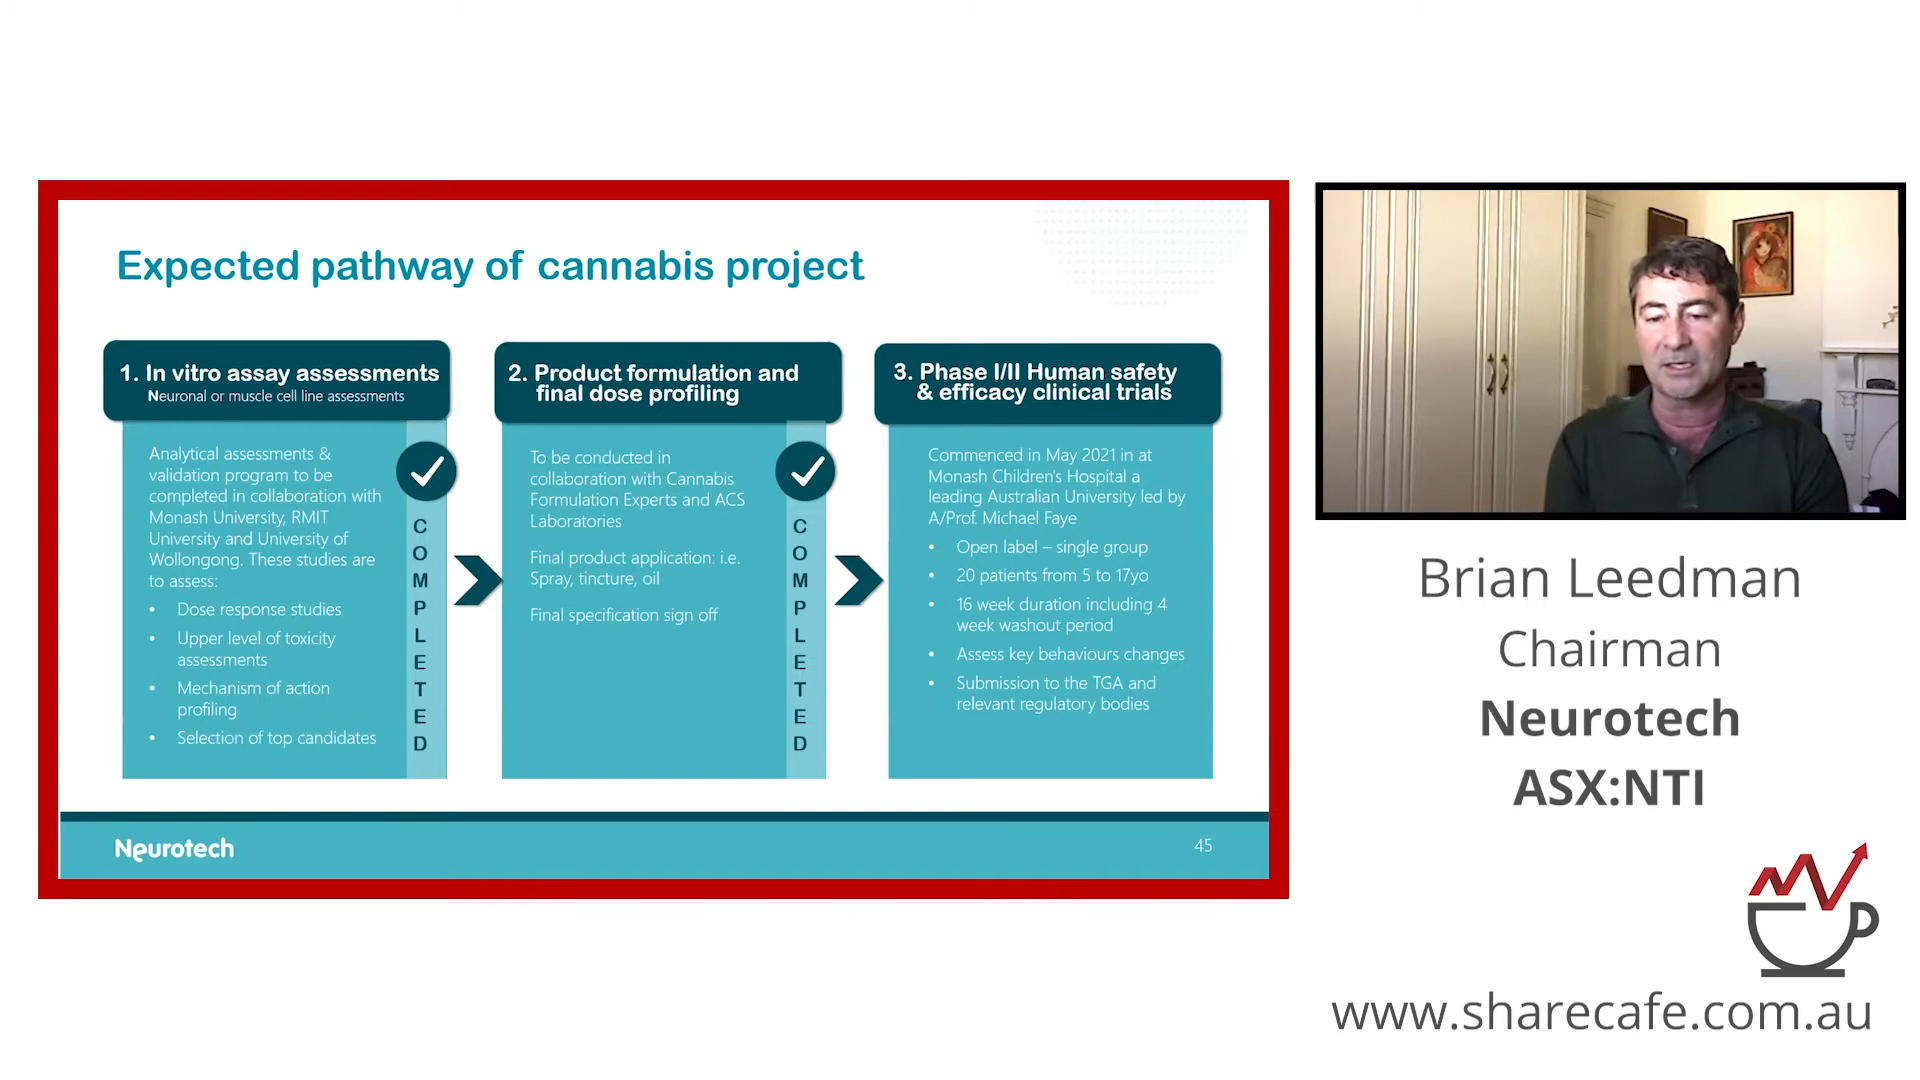 Expected pathway of cannabis project
1. In vitro assay assessments
Neuronal or muscle cell line assessments
Analytical assessments &
validation program to be
completed in collaboration with
Monash University, RMIT
University and University of
Wollongong. These studies are
to assess:
• Dose response studies
• Upper level of toxicity
assessments
• Mechanism of action
profiling
• Selection of top candidates
COMPLETED
2. Product formulation and
final dose profiling
To be conducted in
collaboration with Cannabis
Formulation Experts and ACS
Laboratories
Final product application: i.e.
Spray, tincture, oil
Final specification sign off
COMPLETED
3. Phase I/II Human safety
& efficacy clinical trials
Commenced in May 2021 in at
Monash Children's Hospital a
leading Australian University led by
A/Prof. Michael Faye
• Open label – single group
• 20 patients from 5 to 17yo
• 16 week duration including 4
week washout period
• Assess key behaviours changes
• Submission to the TGA and
relevant regulatory bodies
Neurotech
45
Brian Leedman
Chairman
Neurotech
ASX:NTI
www.sharecafe.com.au